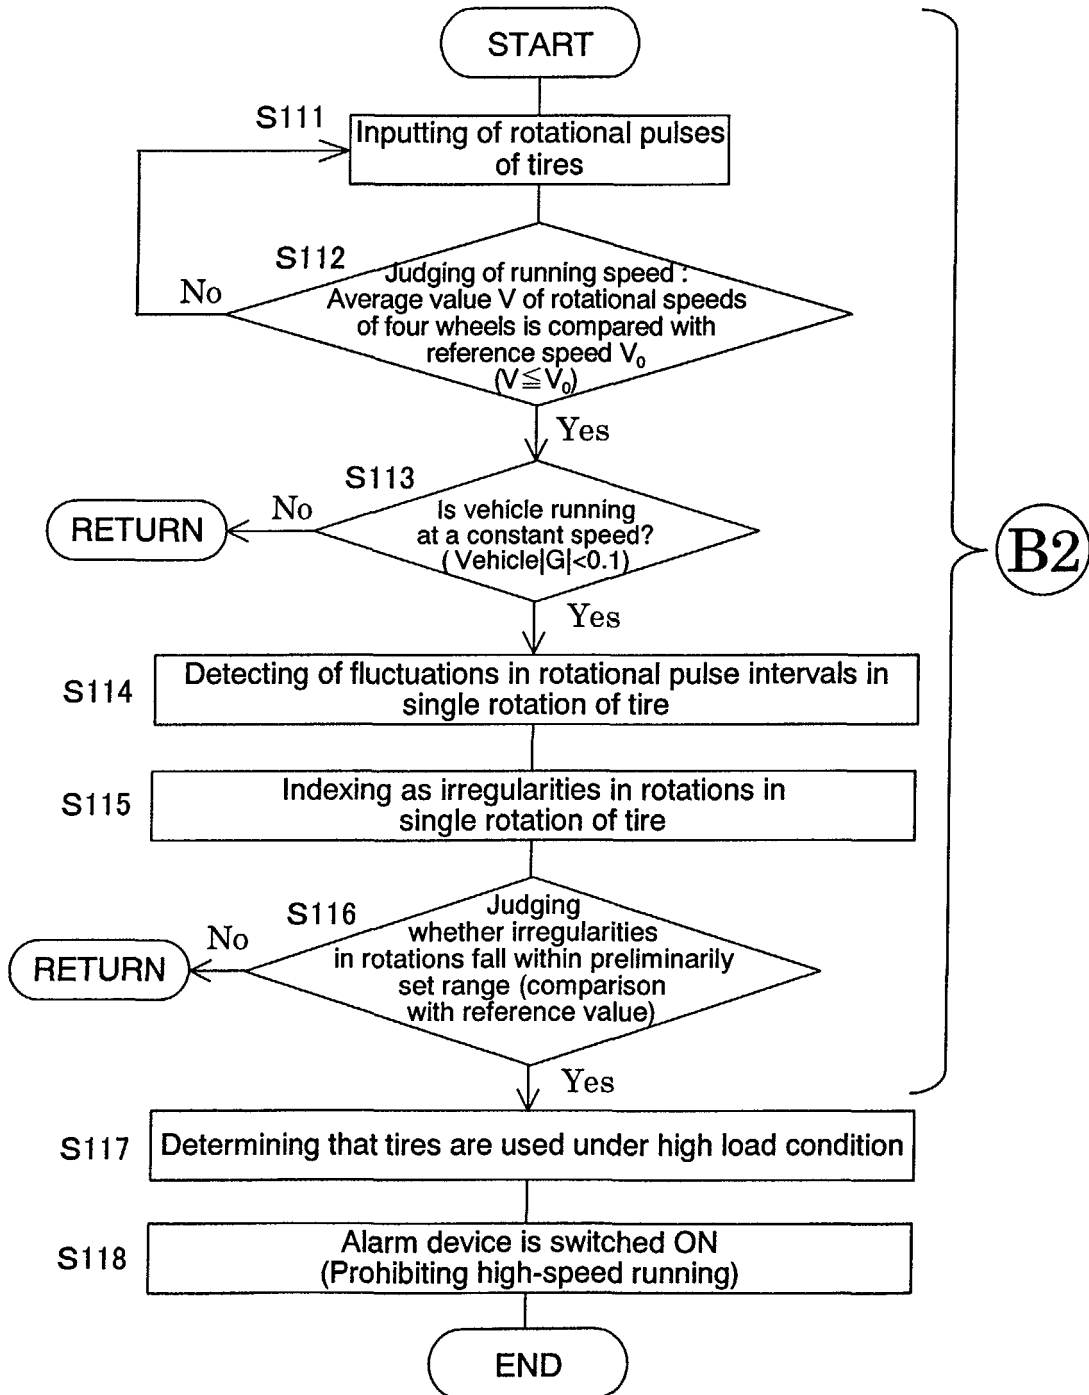 START
S111
Inputting of rotational pulses
of tires
S112
Judging of running speed :
Average value V of rotational speeds
of four wheels is compared with
reference speed V₀
(V≦V₀)
No
Yes
S113
Is vehicle running
at a constant speed?
( Vehicle|G|<0.1)
No
RETURN
B2
Yes
S114
Detecting of fluctuations in rotational pulse intervals in
single rotation of tire
S115
Indexing as irregularities in rotations in
single rotation of tire
S116
Judging
whether irregularities
in rotations fall within preliminarily
set range (comparison
with reference value)
No
RETURN
Yes
S117
Determining that tires are used under high load condition
S118
Alarm device is switched ON
(Prohibiting high-speed running)
END